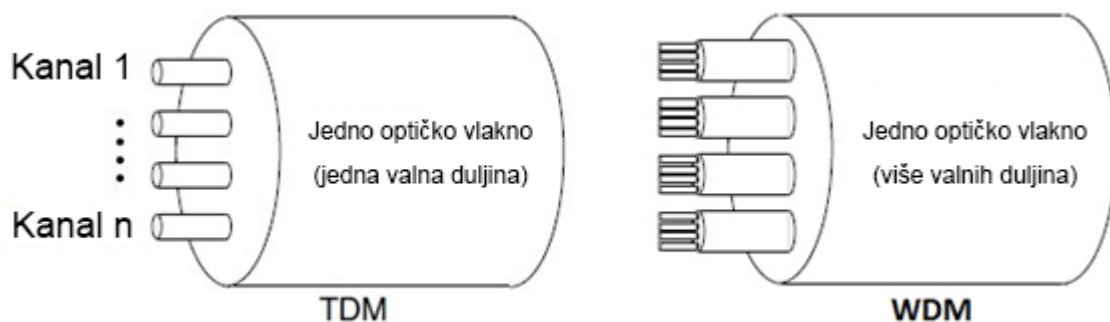 Kanal 1
Kanal n
Jedno optičko vlakno
(jedna valna duljina)
TDM
Jedno optičko vlakno
(više valnih duljina)
WDM